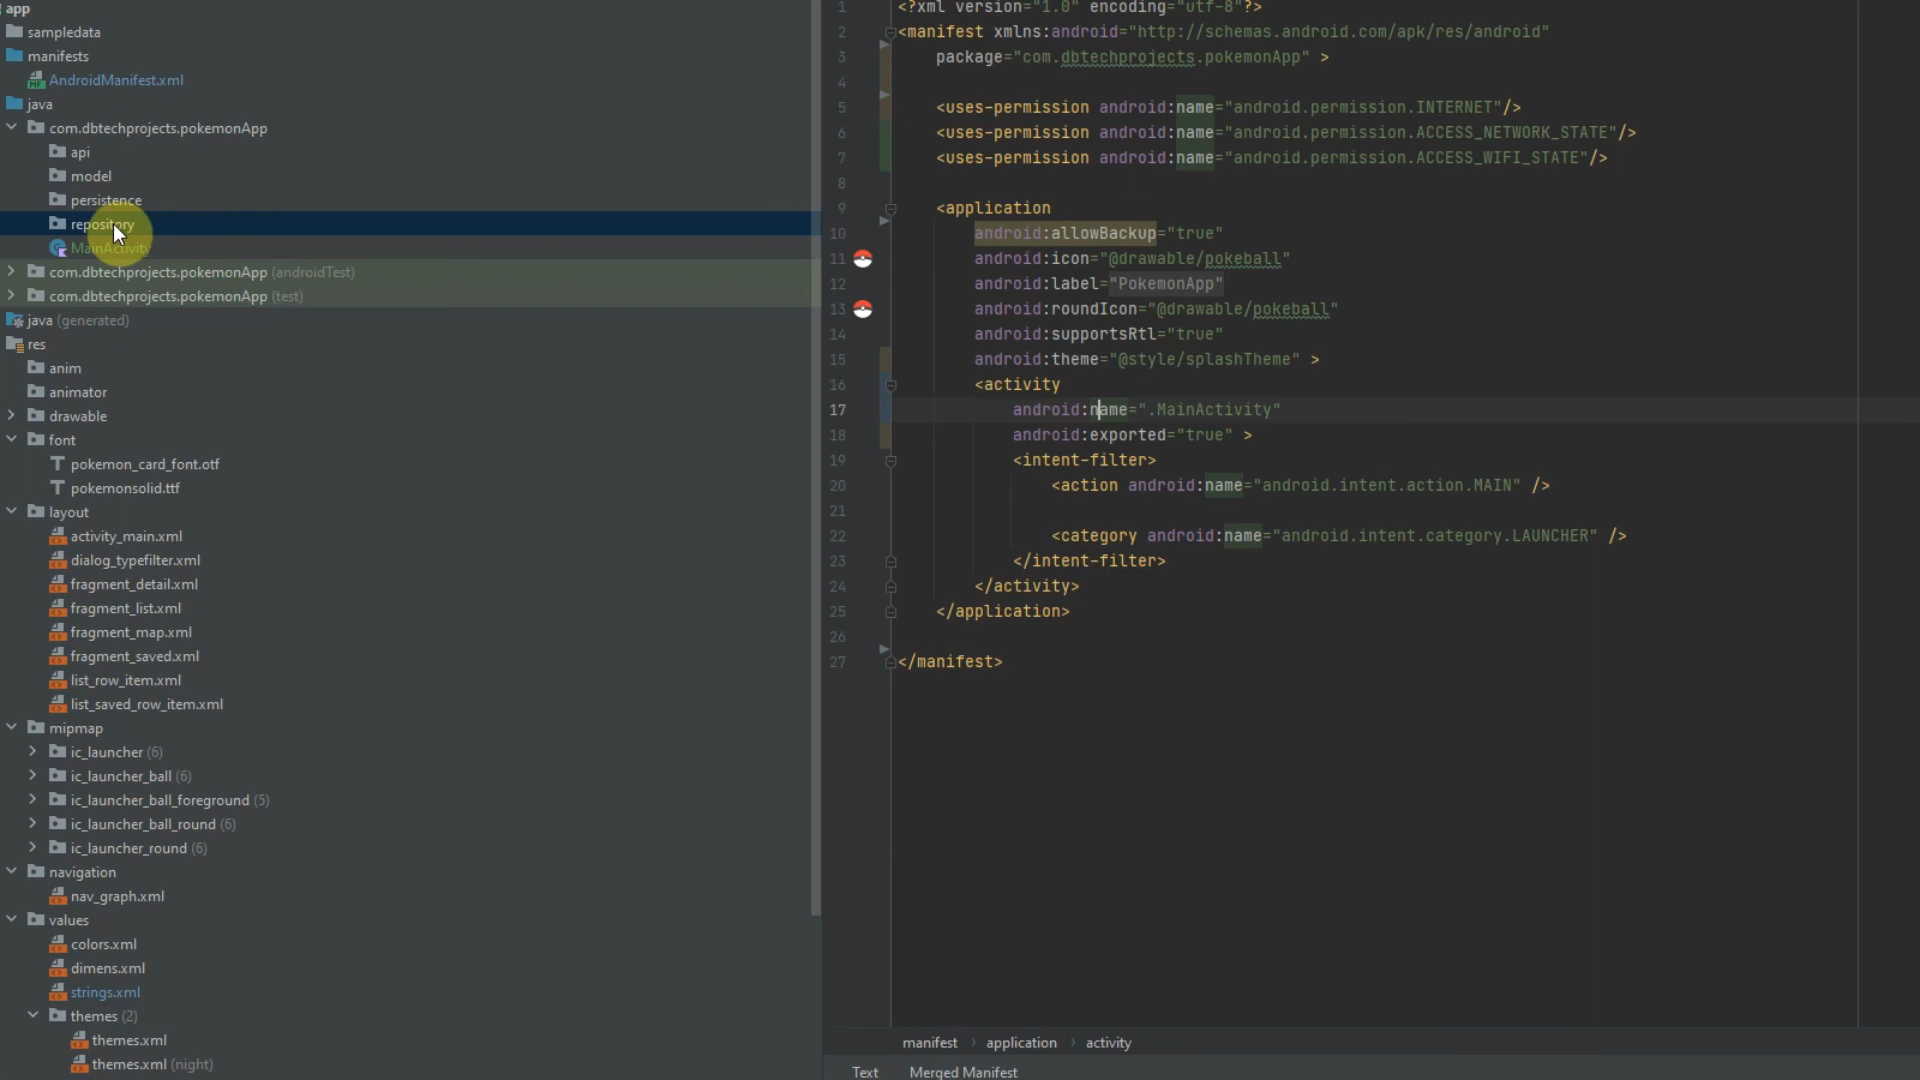 app
sampledata
manifests
AndroidManifest.xml
java
com.dbtechprojects.pokemonApp
api
model
persistence
repository
MainActivity
com.dbtechprojects.pokemonApp (androidTest)
com.dbtechprojects.pokemonApp (test)
java (generated)
res
anim
animator
drawable
font
pokemon_card_font.otf
pokemonsolid.ttf
layout
activity_main.xml
dialog_typefilter.xml
fragment_detail.xml
fragment_list.xml
fragment_map.xml
fragment_saved.xml
list_row_item.xml
list_saved_row_item.xml
mipmap
ic_launcher (6)
ic_launcher_ball (6)
ic_launcher_ball_foreground (5)
ic_launcher_ball_round (6)
ic_launcher_round (6)
navigation
nav_graph.xml
values
colors.xml
dimens.xml
strings.xml
themes (2)
themes.xml
themes.xml (night)
1 <?xml version="1.0" encoding="utf-8"?>
2 <manifest xmlns:android="http://schemas.android.com/apk/res/android"
3 package="com.dbtechprojects.pokemonApp" >
4
5 <uses-permission android:name="android.permission.INTERNET"/>
6 <uses-permission android:name="android.permission.ACCESS_NETWORK_STATE"/>
7 <uses-permission android:name="android.permission.ACCESS_WIFI_STATE"/>
8
9 <application
10 android:allowBackup="true"
11 android:icon="@drawable/pokeball"
12 android:label="PokemonApp"
13 android:roundIcon="@drawable/pokeball"
14 android:supportsRtl="true"
15 android:theme="@style/splashTheme" >
16 <activity
17 android:name=".MainActivity"
18 android:exported="true" >
19 <intent-filter>
20 <action android:name="android.intent.action.MAIN" />
21
22 <category android:name="android.intent.category.LAUNCHER" />
23 </intent-filter>
24 </activity>
25 </application>
26
27 </manifest>
manifest › application › activity
Text Merged Manifest